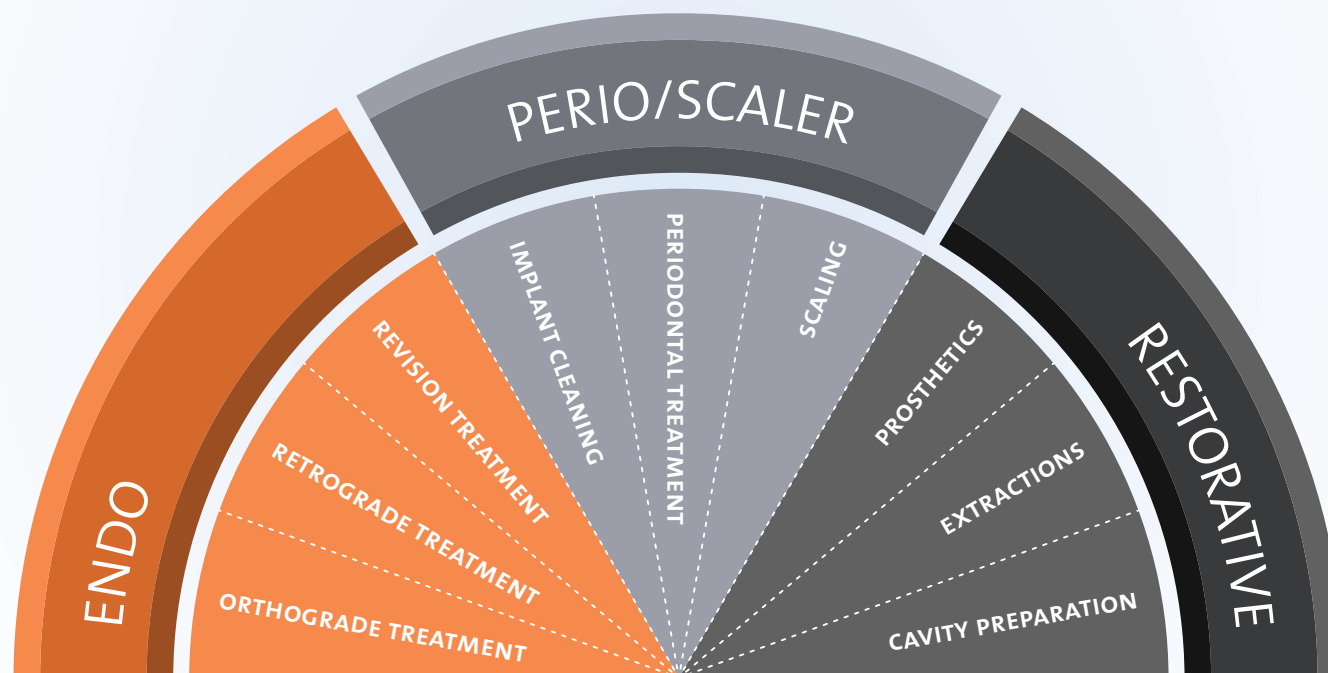 ENDO
ORTHOGRADE TREATMENT
RETROGRADE TREATMENT
REVISION TREATMENT
PERIO/SCALER
IMPLANT CLEANING
PERIODONTAL TREATMENT
SCALING
RESTORATIVE
PROSTHETICS
EXTRACTIONS
CAVITY PREPARATION